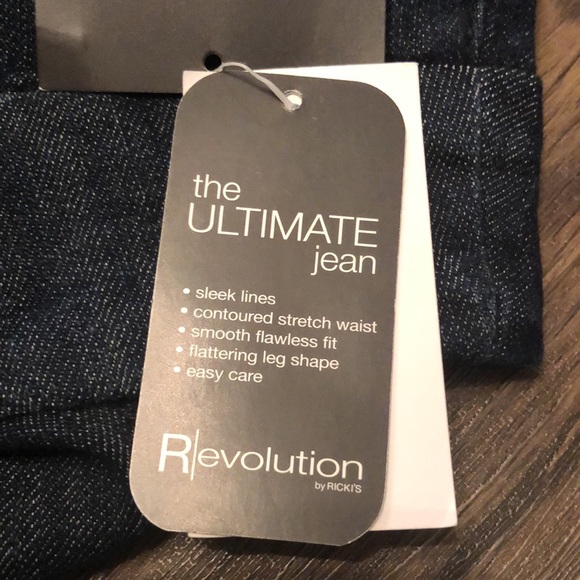 the
ULTIMATE
jean
• sleek lines
• contoured stretch waist
• smooth flawless fit
• flattering leg shape
• easy care
R|evolution
by RICKI'S